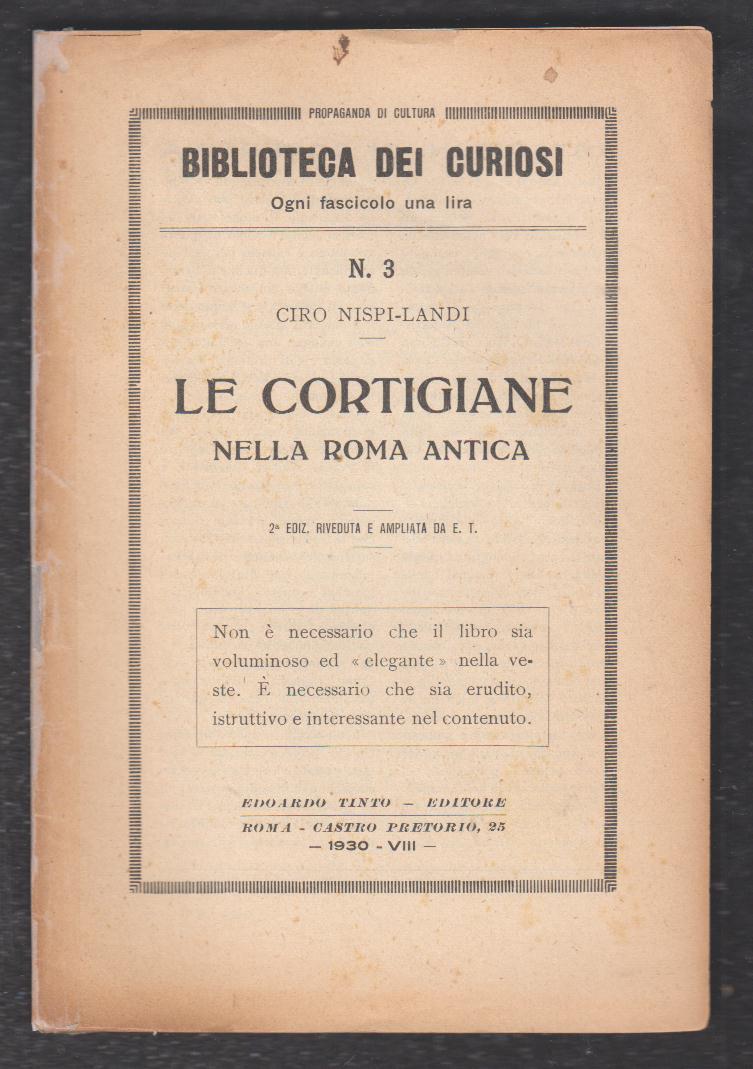 PROPAGANDA DI CULTURA
BIBLIOTECA DEI CURIOSI
Ogni fascicolo una lira
N. 3
CIRO NISPI-LANDI
LE CORTIGIANE
NELLA ROMA ANTICA
2ª EDIZ. RIVEDUTA E AMPLIATA DA E. T.
Non è necessario che il libro sia
voluminoso ed « elegante » nella ve-
ste. È necessario che sia erudito,
istruttivo e interessante nel contenuto.
EDOARDO TINTO — EDITORE
ROMA - CASTRO PRETORIO, 25
— 1930 - VIII —